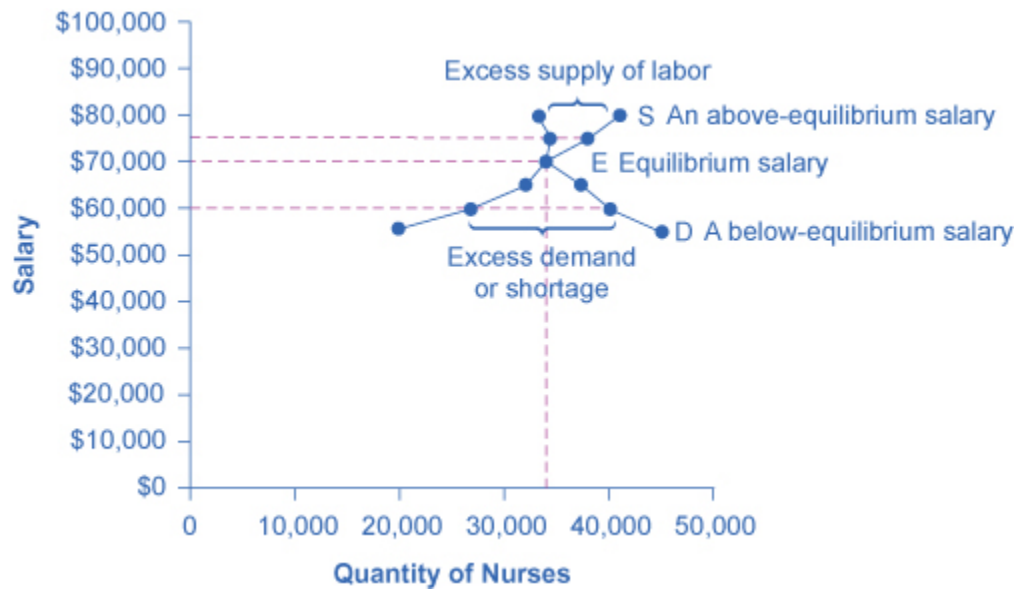 $100,000
$90,000
Excess supply of labor
$80,000
S An above-equilibrium salary
$70,000
E Equilibrium salary
$60,000
D A below-equilibrium salary
$50,000
Excess demand
or shortage
$40,000
$30,000
$20,000
$10,000
$0
Salary
0 10,000 20,000 30,000 40,000 50,000
Quantity of Nurses